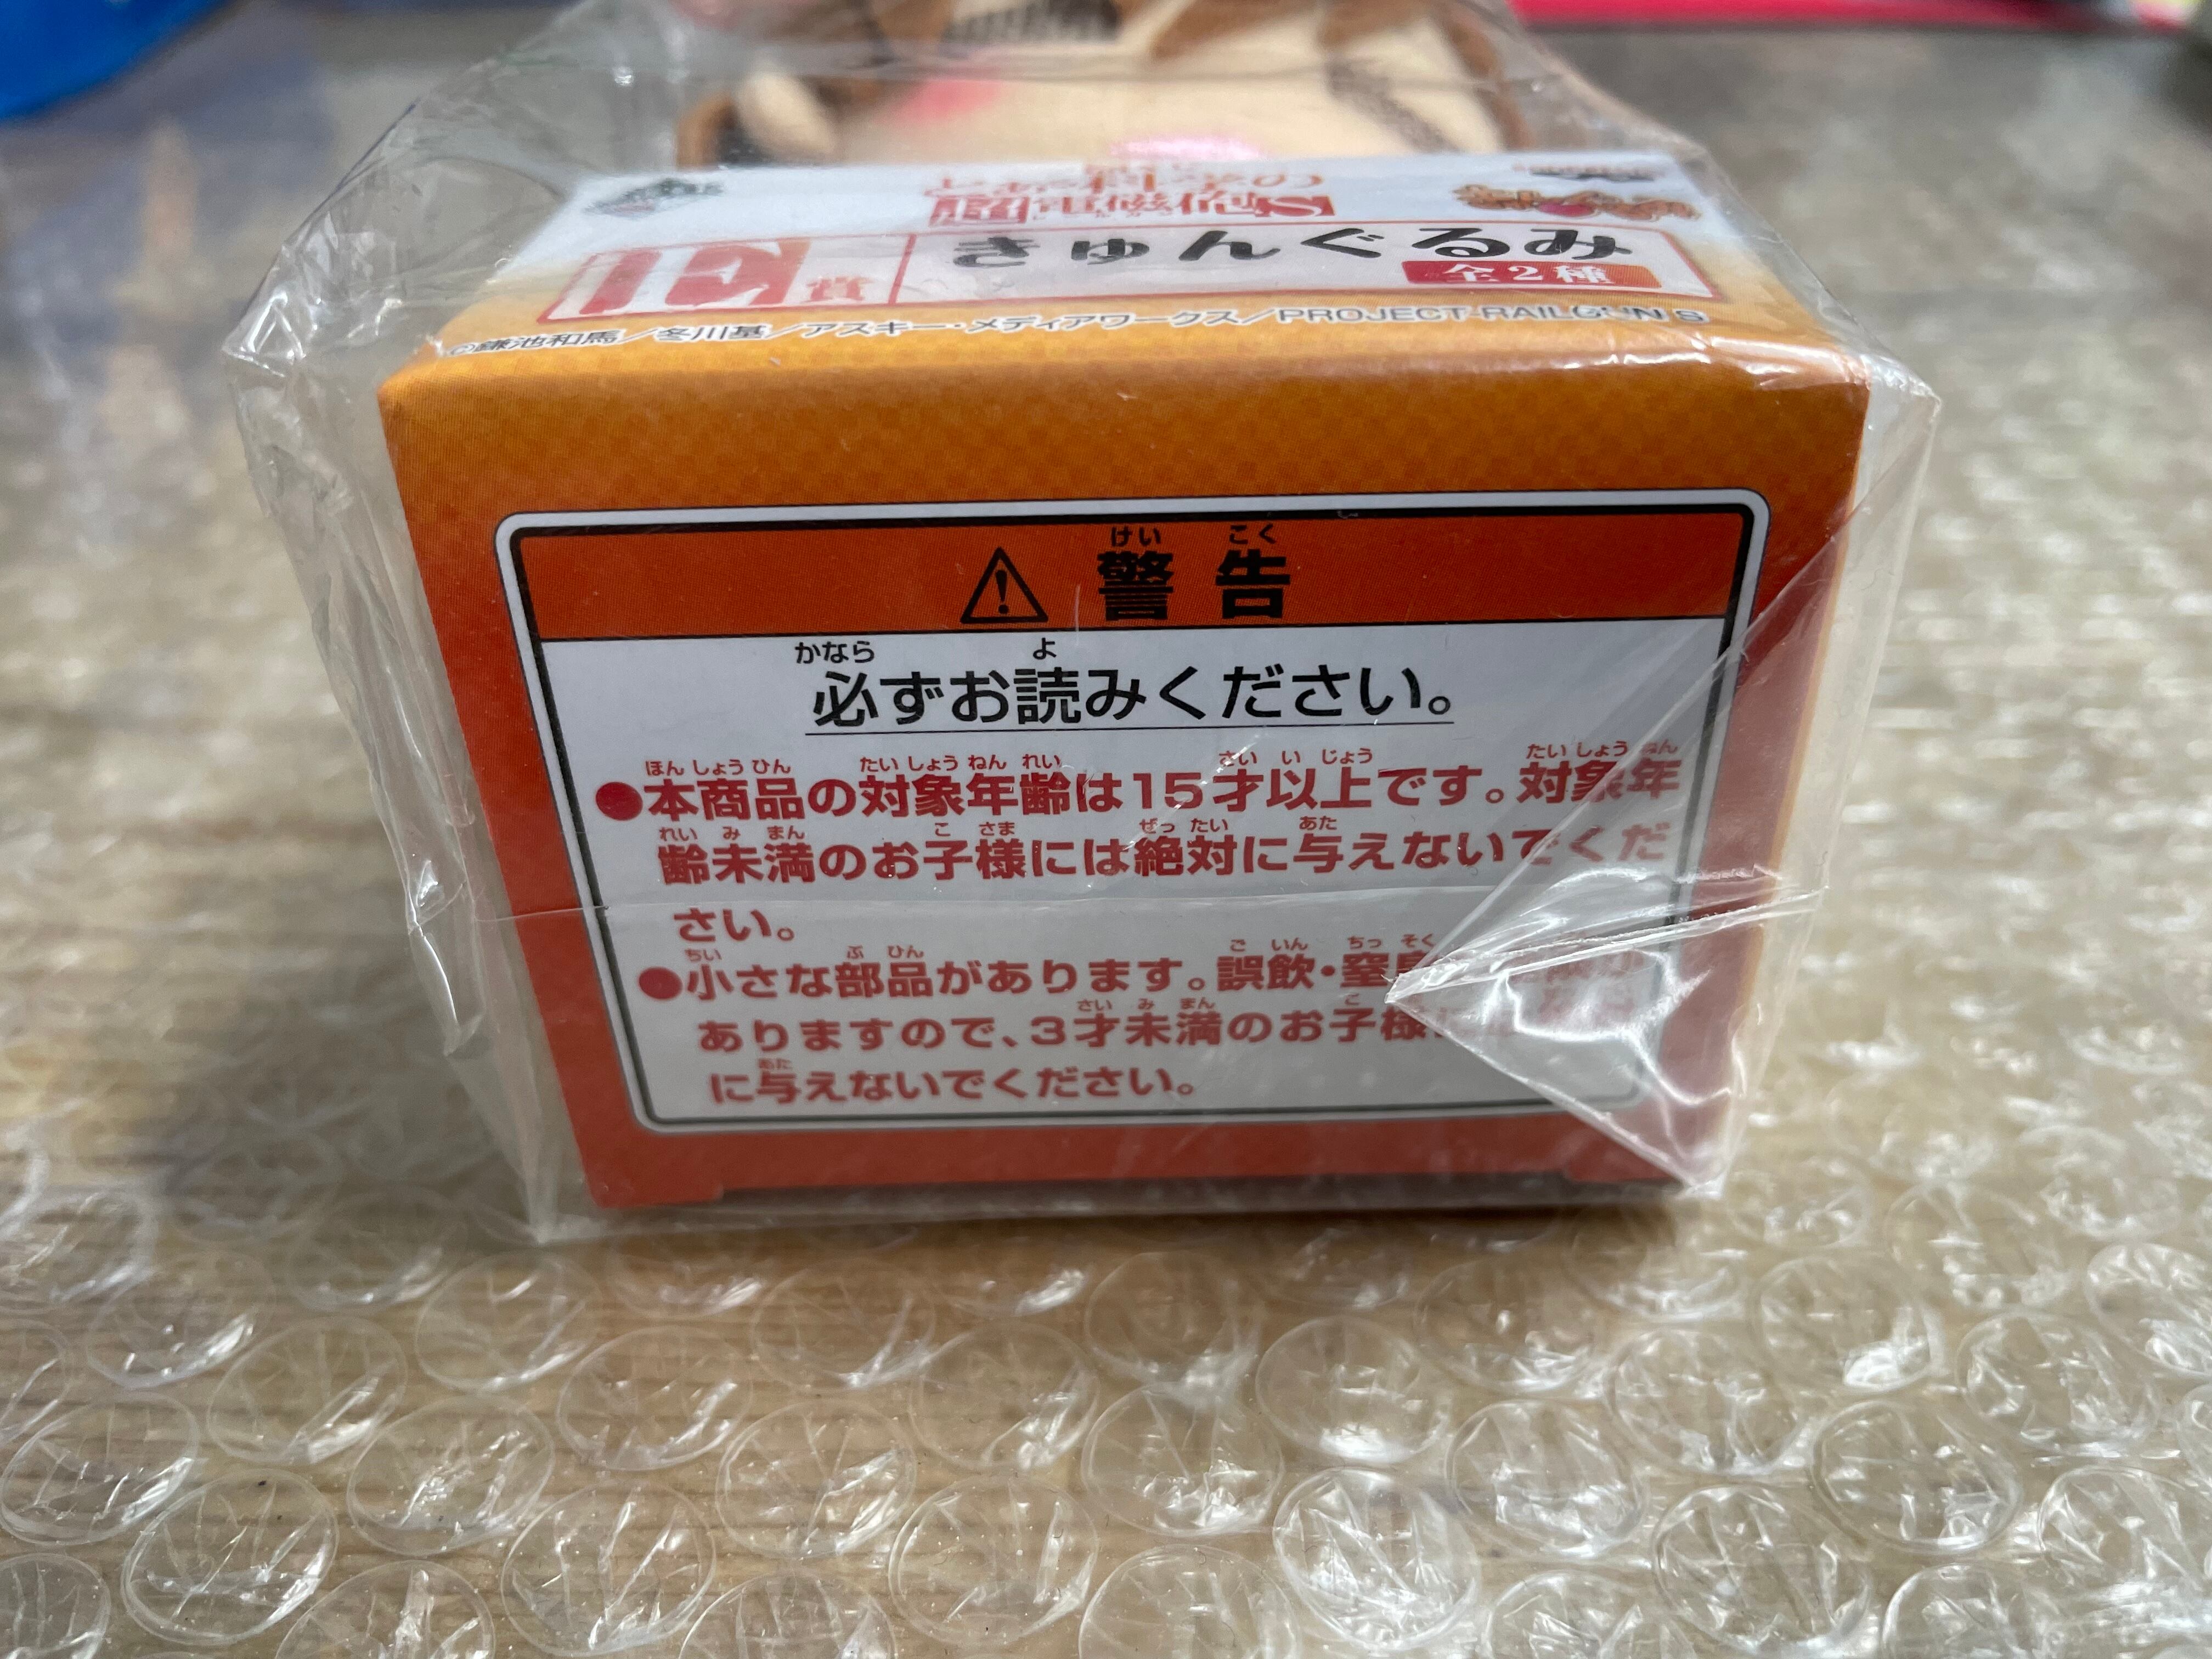 E賞
きゅんぐるみ
全2種
©鎌池和馬／冬川基／アスキー・メディアワークス／PROJECT-RAILGUN S
けい こく
警告
かなら よ
必ずお読みください。
ほん しょう ひん たい しょう ねん れい さい い じょう たい しょう ねん
●本商品の対象年齢は15才以上です。対象年
れい み まん こ さま ぜっ たい あた
齢未満のお子様には絶対に与えないでくだ
さい。
ちい ぶ ひん ご いん ちっ そく
●小さな部品があります。誤飲・窒息
さい み まん こ
ありますので、3才未満のお子様に
あた
に与えないでください。